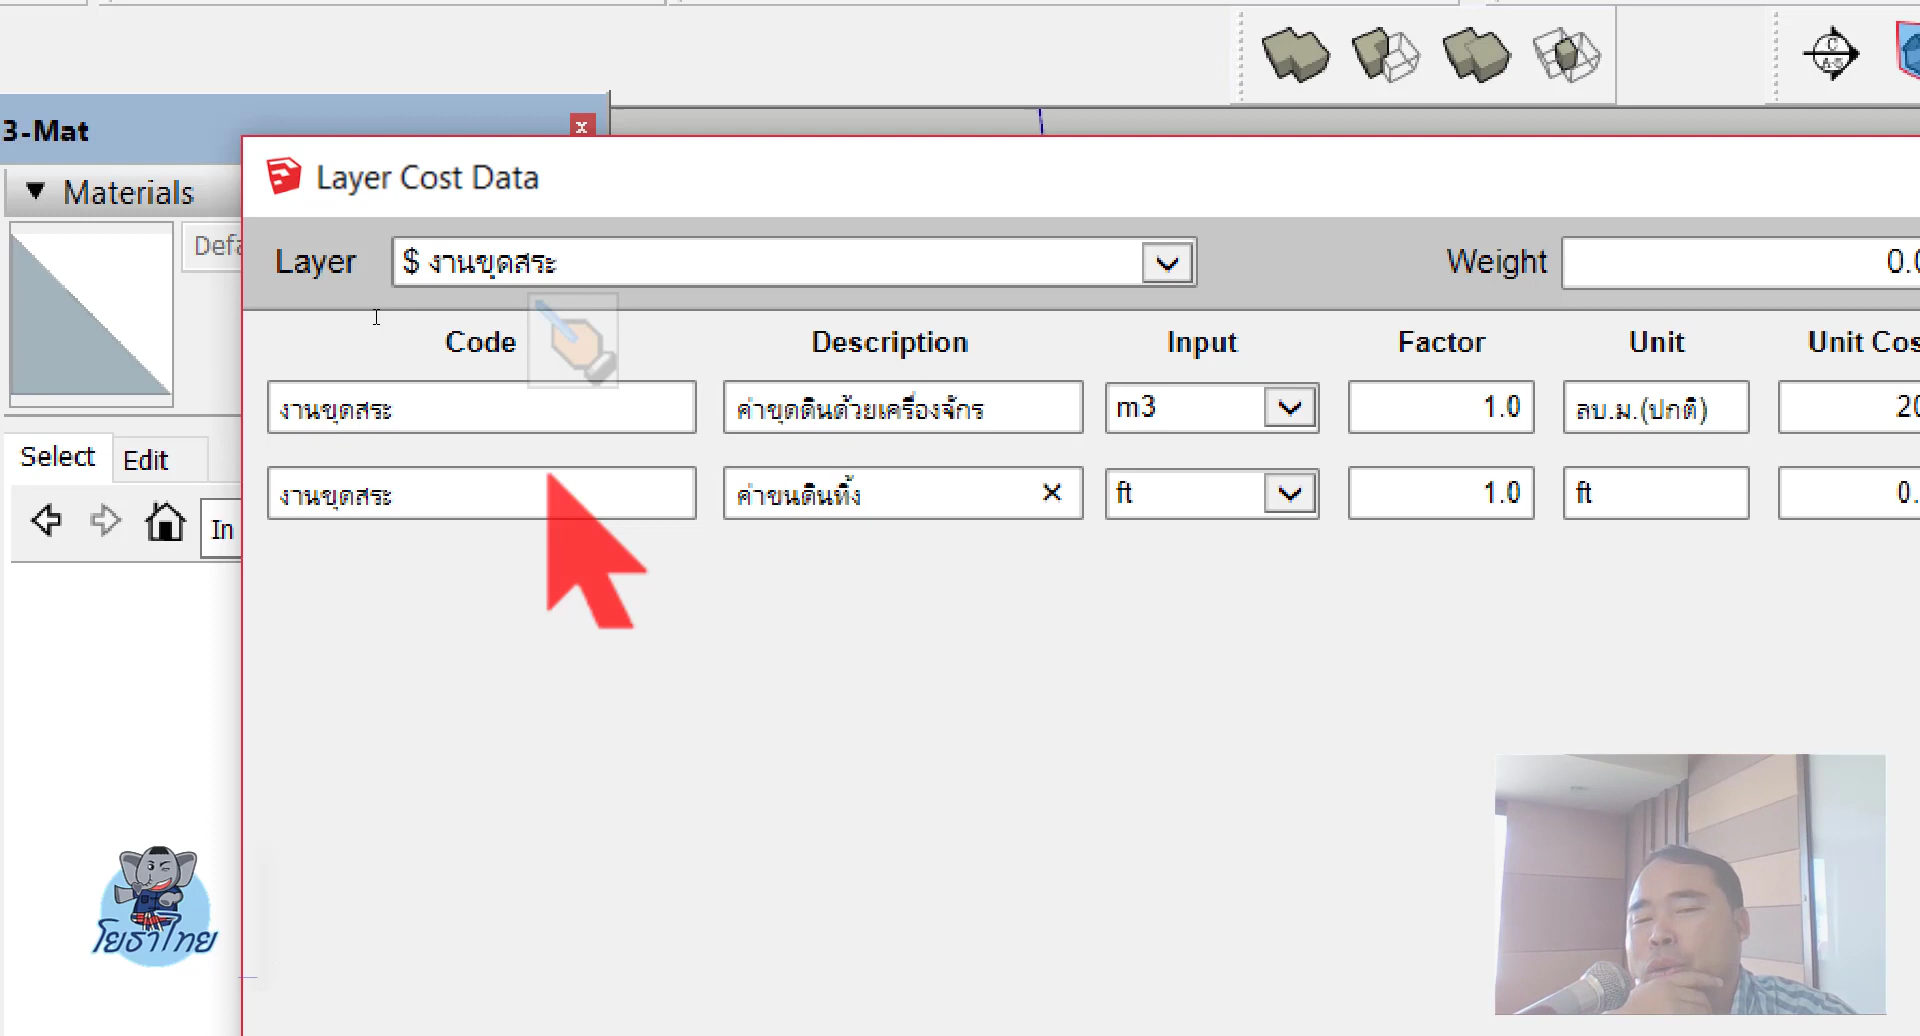 3-Mat
x
Materials
Layer Cost Data
Layer
$ งานขุดสระ
Weight
0.0
Code
Description
Input
Factor
Unit
Unit Cos
งานขุดสระ
ค่าขุดดินด้วยเครื่องจักร
m3
1.0
ลบ.ม.(ปกติ)
20
Select
Edit
งานขุดสระ
ค่าขนดินทิ้ง
ft
1.0
ft
0.
In
โยธาไทย